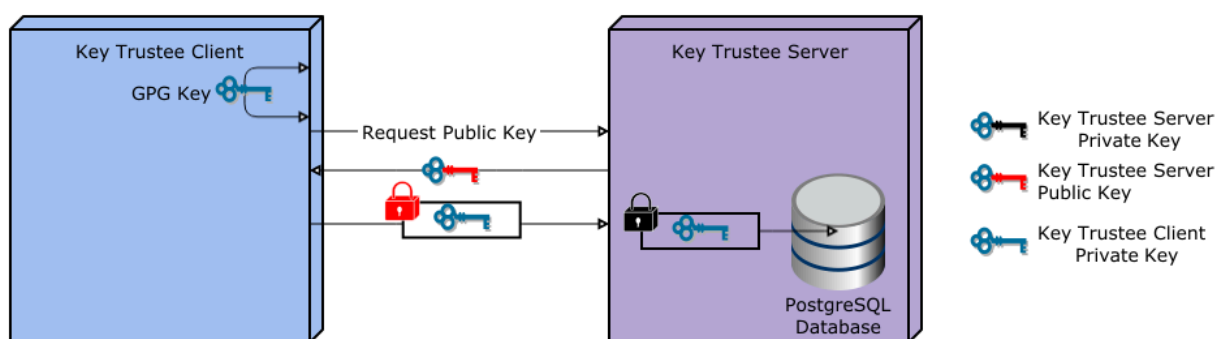 Key Trustee Client
GPG Key
Request Public Key
Key Trustee Server
PostgreSQL
Database
Key Trustee Server
Private Key
Key Trustee Server
Public Key
Key Trustee Client
Private Key